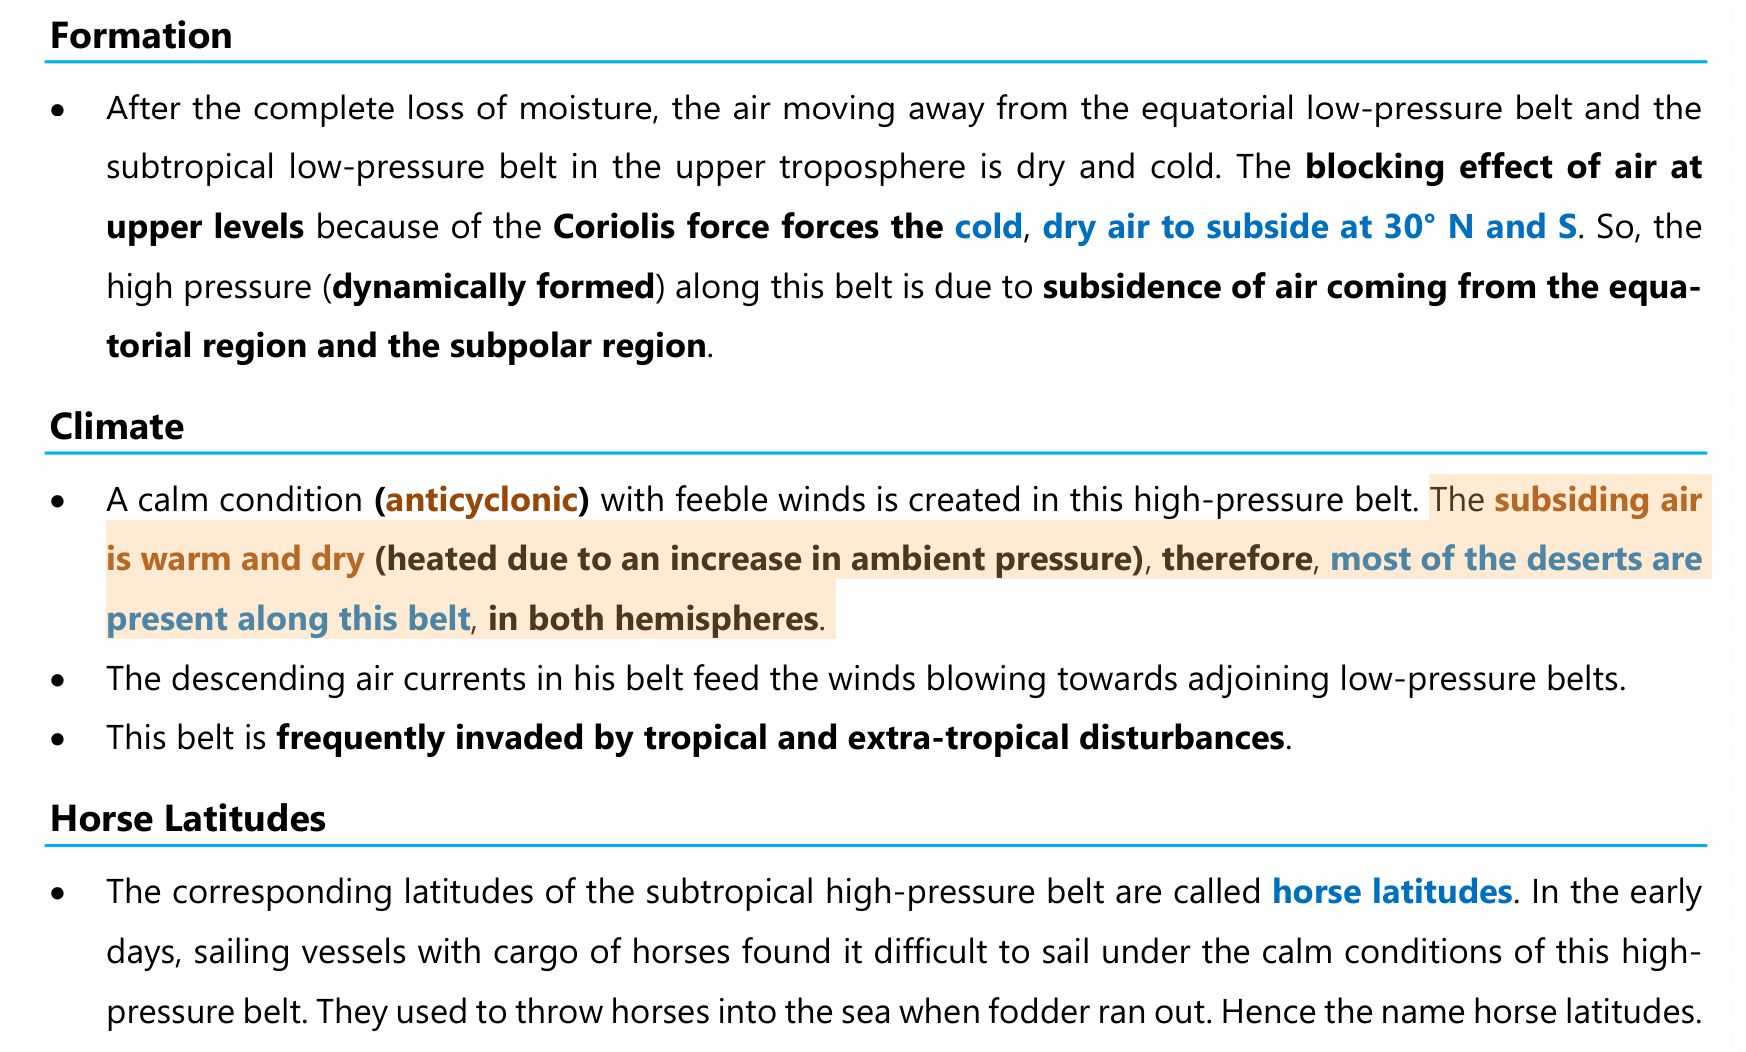 Formation
• After the complete loss of moisture, the air moving away from the equatorial low-pressure belt and the
subtropical low-pressure belt in the upper troposphere is dry and cold. The blocking effect of air at
upper levels because of the Coriolis force forces the cold, dry air to subside at 30° N and S. So, the
high pressure (dynamically formed) along this belt is due to subsidence of air coming from the equa-
torial region and the subpolar region.
Climate
• A calm condition (anticyclonic) with feeble winds is created in this high-pressure belt. The subsiding air
is warm and dry (heated due to an increase in ambient pressure), therefore, most of the deserts are
present along this belt, in both hemispheres.
• The descending air currents in his belt feed the winds blowing towards adjoining low-pressure belts.
• This belt is frequently invaded by tropical and extra-tropical disturbances.
Horse Latitudes
• The corresponding latitudes of the subtropical high-pressure belt are called horse latitudes. In the early
days, sailing vessels with cargo of horses found it difficult to sail under the calm conditions of this high-
pressure belt. They used to throw horses into the sea when fodder ran out. Hence the name horse latitudes.